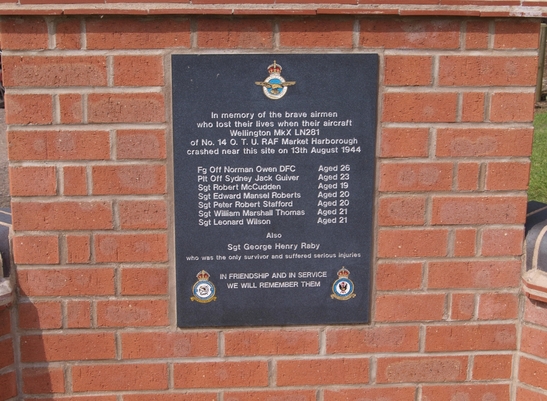 In memory of the brave airmen
who lost their lives when their aircraft
Wellington MkX LN281
of No. 14 O. T. U. RAF Market Harborough
crashed near this site on 13th August 1944
Fg Off Norman Owen DFC Aged 26
Plt Off Sydney Jack Guiver Aged 23
Sgt Robert McCudden Aged 19
Sgt Edward Mansel Roberts Aged 20
Sgt Peter Robert Stafford Aged 20
Sgt William Marshall Thomas Aged 21
Sgt Leonard Wilson Aged 21
Also
Sgt George Henry Raby
who was the only survivor and suffered serious injuries
IN FRIENDSHIP AND IN SERVICE
WE WILL REMEMBER THEM